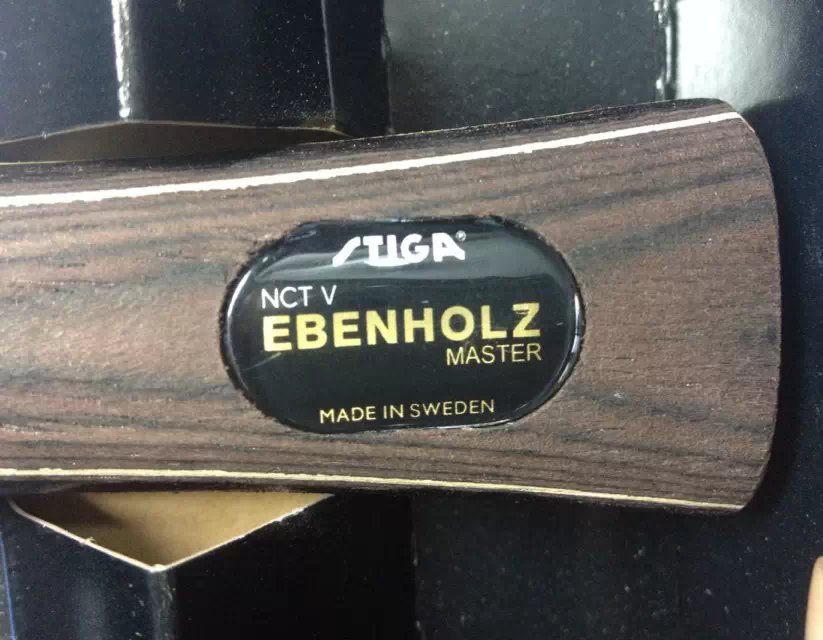 STIGA®
NCT V
EBENHOLZ
MASTER
MADE IN SWEDEN